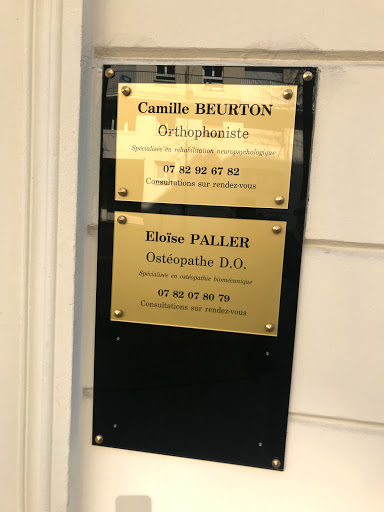 Camille BEURTON
Orthophoniste
Spécialisée en réhabilitation neuropsychologique
07 82 92 67 82
Consultations sur rendez-vous
Eloïse PALLER
Ostéopathe D.O.
Spécialisée en ostéopathie biomécanique
07 82 07 80 79
Consultations sur rendez-vous